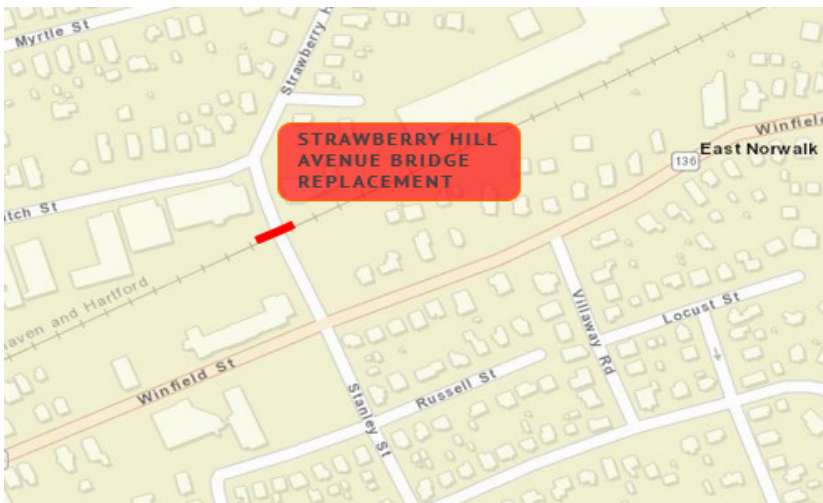 Myrtle St
Strawberry H
STRAWBERRY HILL
AVENUE BRIDGE
REPLACEMENT
Winfield
136
East Norwalk
itch St
haven and Hartford
Villaway Rd
Locust St
Winfield St
Russell St
Stanley St